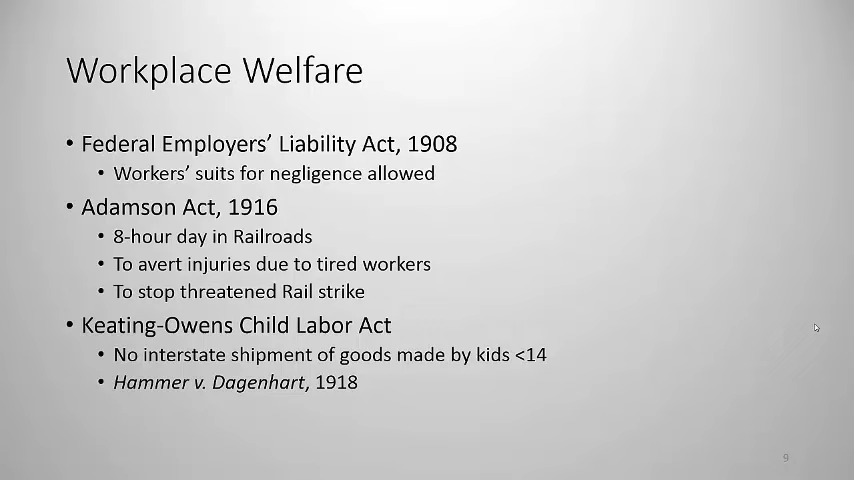 Workplace Welfare
• Federal Employers’ Liability Act, 1908
• Workers’ suits for negligence allowed
• Adamson Act, 1916
• 8-hour day in Railroads
• To avert injuries due to tired workers
• To stop threatened Rail strike
• Keating-Owens Child Labor Act
• No interstate shipment of goods made by kids <14
• Hammer v. Dagenhart, 1918
9